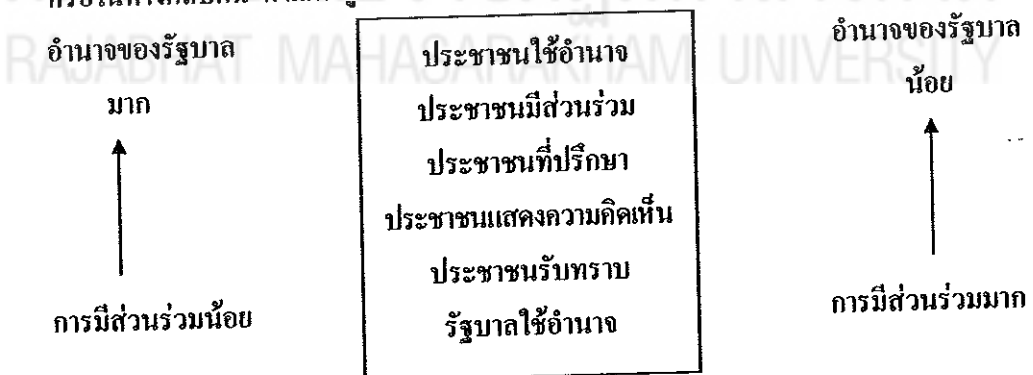 อำนาจของรัฐบาล
มาก
การมีส่วนร่วมน้อย
ประชาชนใช้อำนาจ
ประชาชนมีส่วนร่วม
ประชาชนที่ปรึกษา
ประชาชนแสดงความคิดเห็น
ประชาชนรับทราบ
รัฐบาลใช้อำนาจ
อำนาจของรัฐบาล
น้อย
การมีส่วนร่วมมาก
RAJABHAT MAHASARAKHAM UNIVERSITY